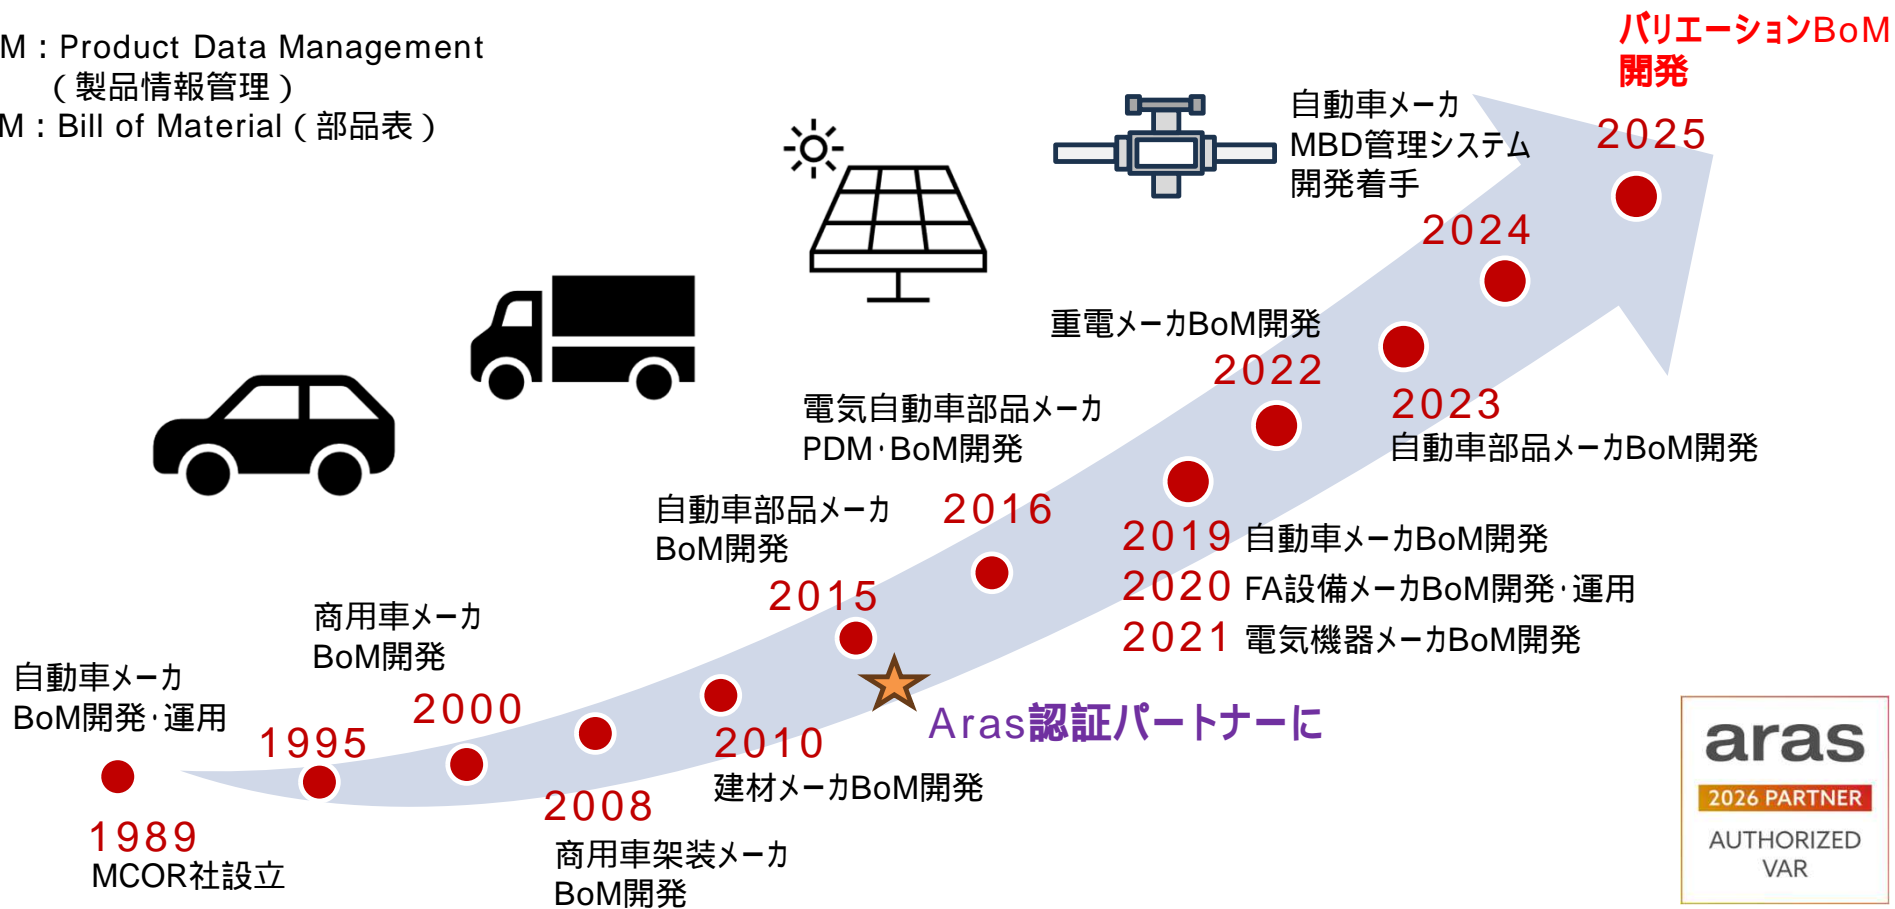 M：Product Data Management
（製品情報管理）
M：Bill of Material（部品表）
バリエーションBoM
開発
2025
自動車メーカ
MBD管理システム
開発着手
2024
重電メーカBoM開発
2022
2023
自動車部品メーカBoM開発
電気自動車部品メーカ
PDM･BoM開発
2016
自動車部品メーカ
BoM開発
2015
2019 自動車メーカBoM開発
2020 FA設備メーカBoM開発･運用
2021 電気機器メーカBoM開発
商用車メーカ
BoM開発
2000
自動車メーカ
BoM開発･運用
1995
Aras認証パートナーに
2010
建材メーカBoM開発
2008
商用車架装メーカ
BoM開発
1989
MCOR社設立
aras
2026 PARTNER
AUTHORIZED
VAR